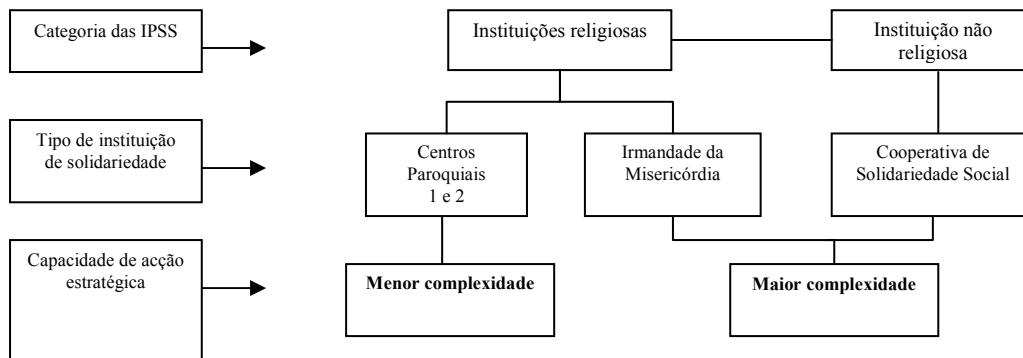 Categoria das IPSS
Instituições religiosas
Instituição não
religiosa
Tipo de instituição
de solidariedade
Centros
Paroquiais
1 e 2
Irmandade da
Misericórdia
Cooperativa de
Solidariedade Social
Capacidade de acção
estratégica
Menor complexidade
Maior complexidade